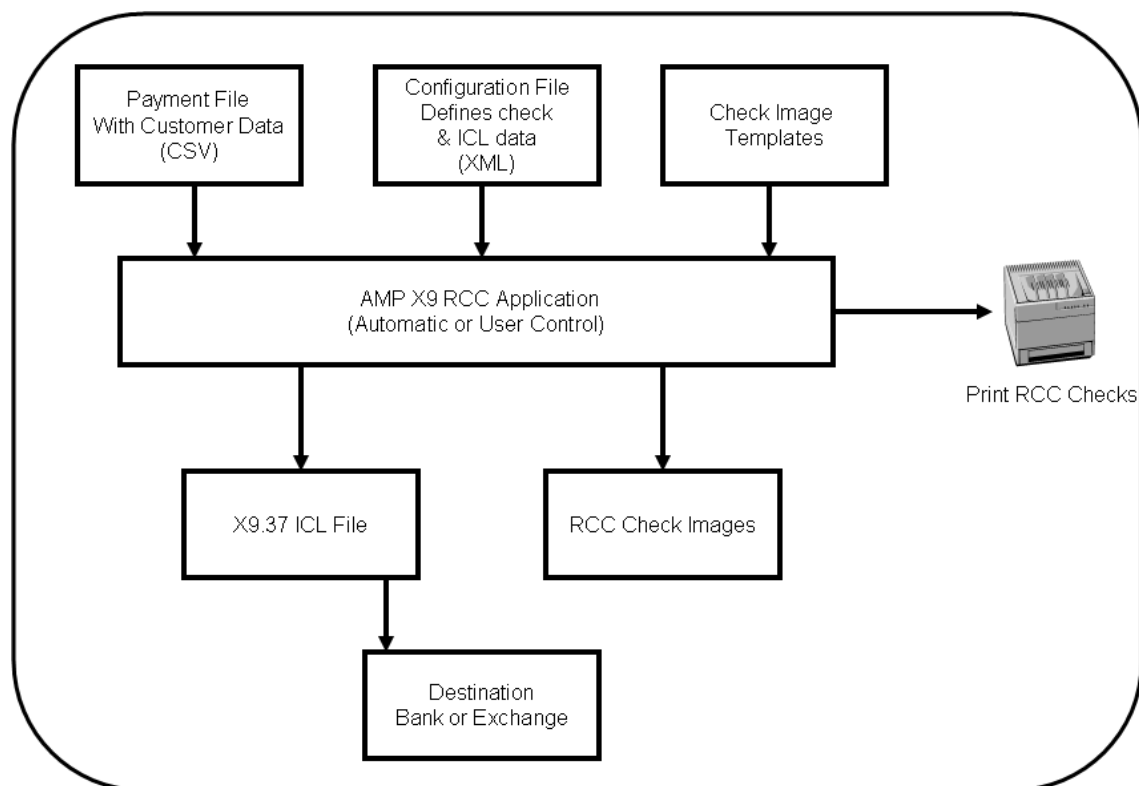 Payment File
With Customer Data
(CSV)
Configuration File
Defines check
& ICL data
(XML)
Check Image
Templates
AMP X9 RCC Application
(Automatic or User Control)
Print RCC Checks
X9.37 ICL File
RCC Check Images
Destination
Bank or Exchange